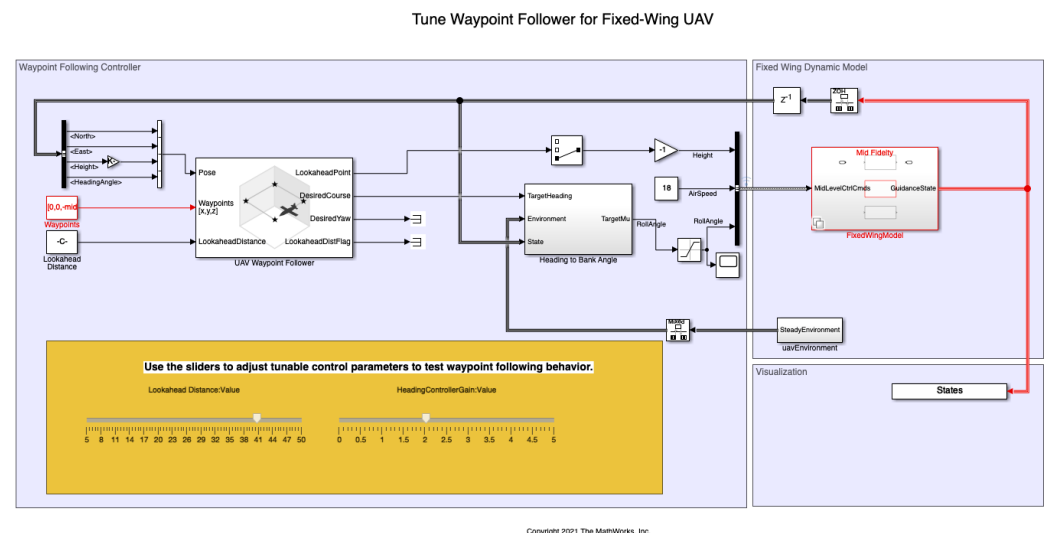 Tune Waypoint Follower for Fixed-Wing UAV
Waypoint Following Controller
Fixed Wing Dynamic Model
<North>
<East>
<Height>
<HeadingAngle>
K-
Pose
Waypoints
[x,y,z]
LookaheadDistance
LookaheadPoint
DesiredCourse
DesiredYaw
LookaheadDistFlag
UAV Waypoint Follower
[0,0,-mid
Waypoints
-C-
Lookahead
Distance
TargetHeading
Environment
State
TargetMu
Heading to Bank Angle
RollAngle
-1
Height
18
AirSpeed
RollAngle
Z-1
ZOH
Mid Fidelity
MidLevelCtrlCmds
GuidanceState
FixedWingModel
Mixed
SteadyEnvironment
uavEnvironment
Visualization
States
Use the sliders to adjust tunable control parameters to test waypoint following behavior.
Lookahead Distance:Value
5 8 11 14 17 20 23 26 29 32 35 38 41 44 47 50
HeadingControllerGain:Value
0 0.5 1 1.5 2 2.5 3 3.5 4 4.5 5
Copyright 2021 The MathWorks, Inc.